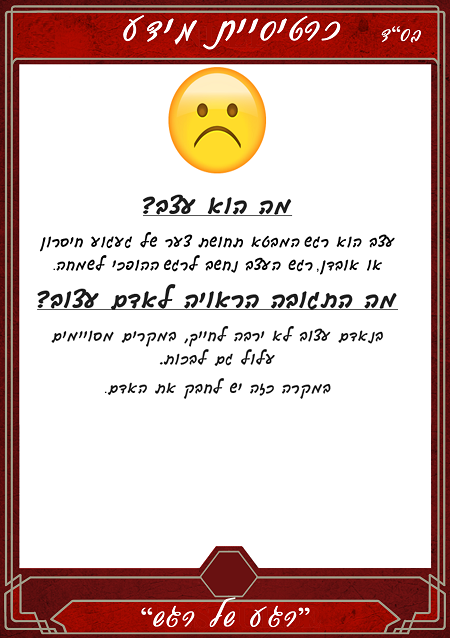 בס"ד
כרטיסיית מידע
מה הוא עצב?
עצב הוא רגש המבטא תחושת צער של געגוע חיסרון
או אובדן, רגש העצב נחשב לרגש ההופכי לשמחה.
מה התגובה הראויה לאדם עצוב?
בנאדם עצוב לא ירבה לחייק, במקרים מסויימים
עלול גם לבכות.
במקרה כזה יש לחבק את האדם.
"רגע של רגש"